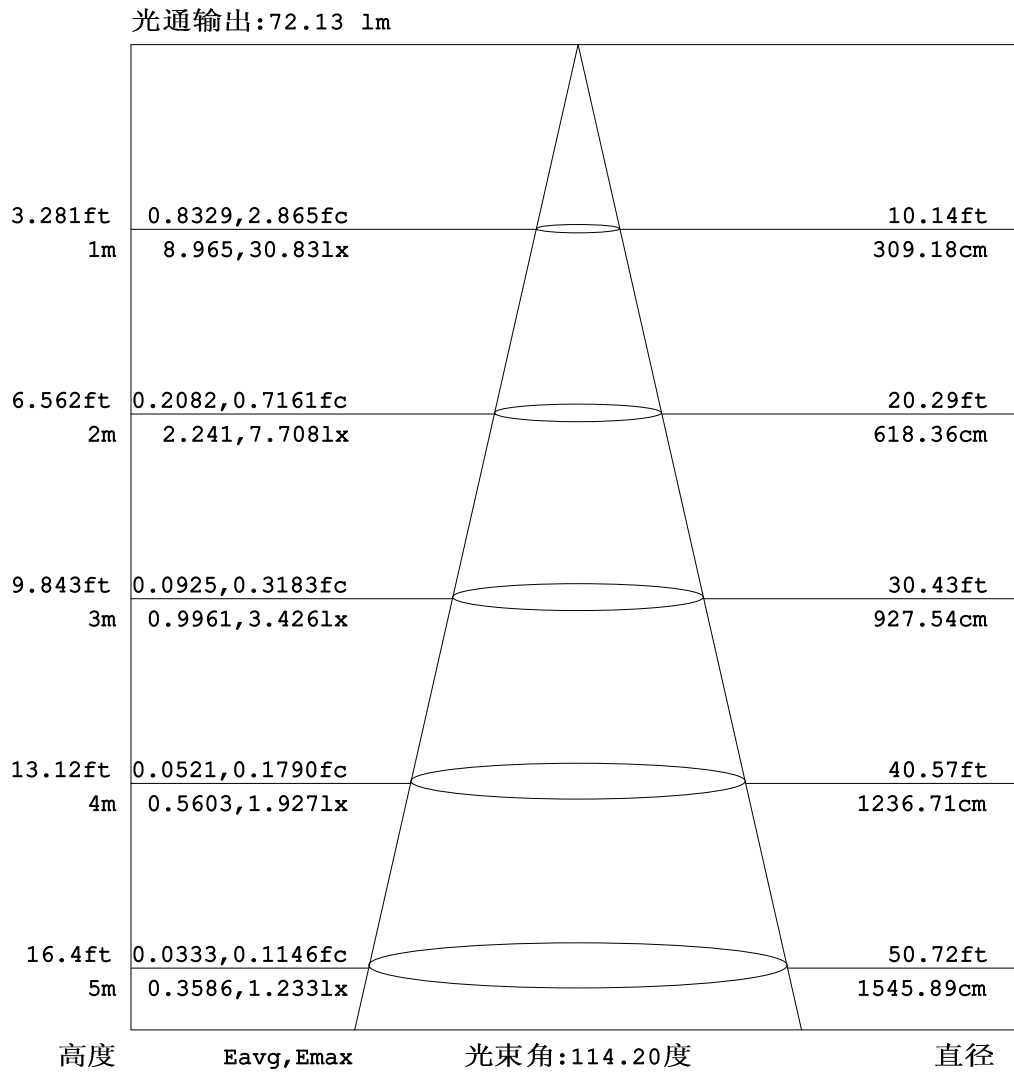 光通输出:72.13 lm
3.281ft 0.8329,2.865fc 10.14ft
1m 8.965,30.83lx 309.18cm
6.562ft 0.2082,0.7161fc 20.29ft
2m 2.241,7.708lx 618.36cm
9.843ft 0.0925,0.3183fc 30.43ft
3m 0.9961,3.426lx 927.54cm
13.12ft 0.0521,0.1790fc 40.57ft
4m 0.5603,1.927lx 1236.71cm
16.4ft 0.0333,0.1146fc 50.72ft
5m 0.3586,1.233lx 1545.89cm
高度 Eavg,Emax 光束角:114.20度 直径